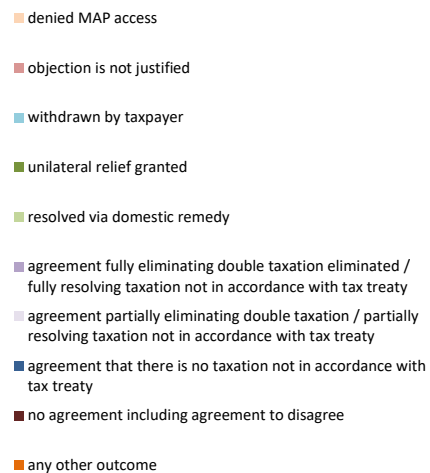 denied MAP access
objection is not justified
withdrawn by taxpayer
unilateral relief granted
resolved via domestic remedy
agreement fully eliminating double taxation eliminated /
fully resolving taxation not in accordance with tax treaty
agreement partially eliminating double taxation / partially
resolving taxation not in accordance with tax treaty
agreement that there is no taxation not in accordance with
tax treaty
no agreement including agreement to disagree
any other outcome